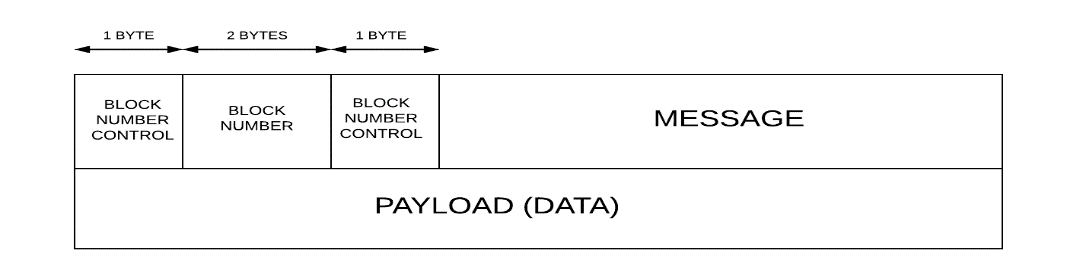 1 BYTE
2 BYTES
1 BYTE
BLOCK
NUMBER
CONTROL
BLOCK
NUMBER
BLOCK
NUMBER
CONTROL
MESSAGE
PAYLOAD (DATA)